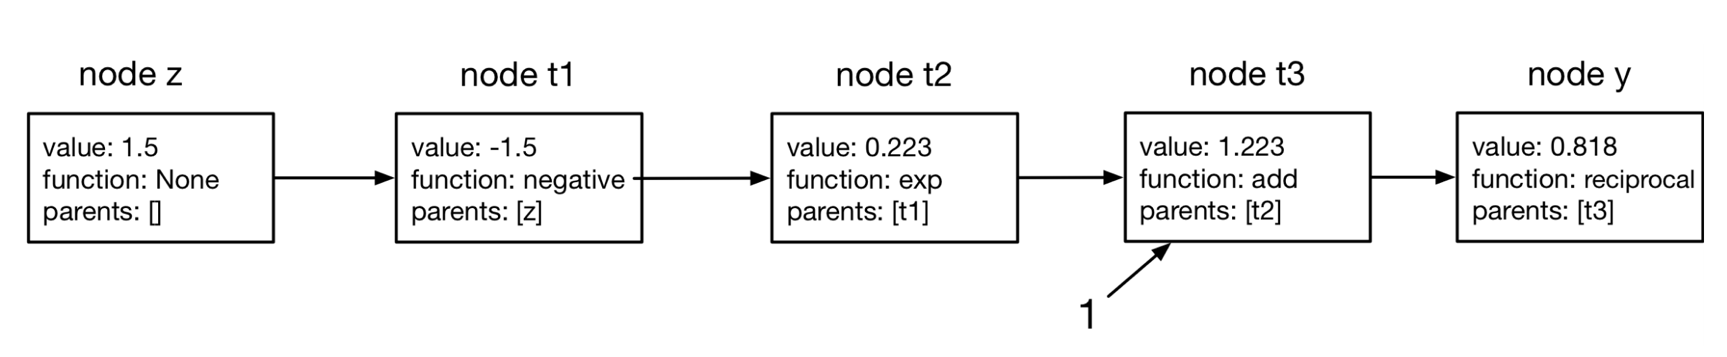 node z
value: 1.5
function: None
parents: []
node t1
value: -1.5
function: negative
parents: [z]
node t2
value: 0.223
function: exp
parents: [t1]
node t3
value: 1.223
function: add
parents: [t2]
node y
value: 0.818
function: reciprocal
parents: [t3]
1